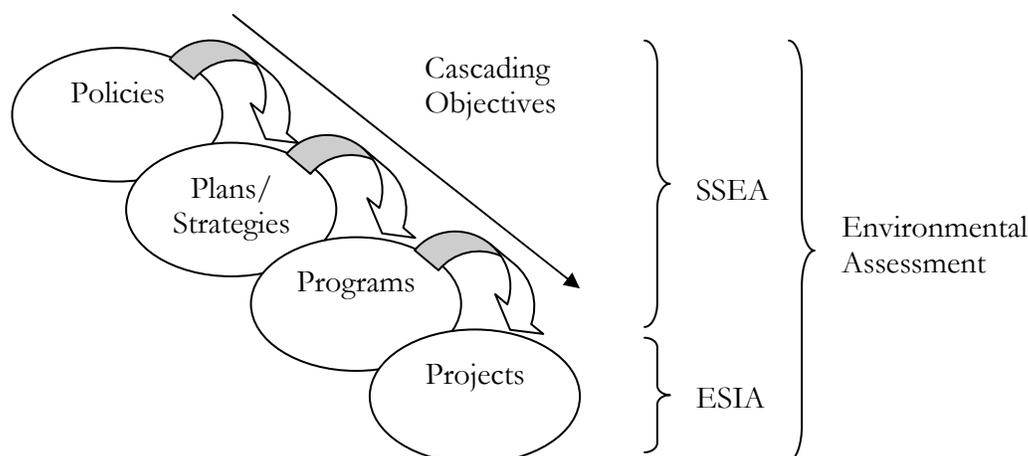 Policies
Cascading
Objectives
Plans/
Strategies
SSEA
Environmental
Assessment
Programs
Projects
ESIA